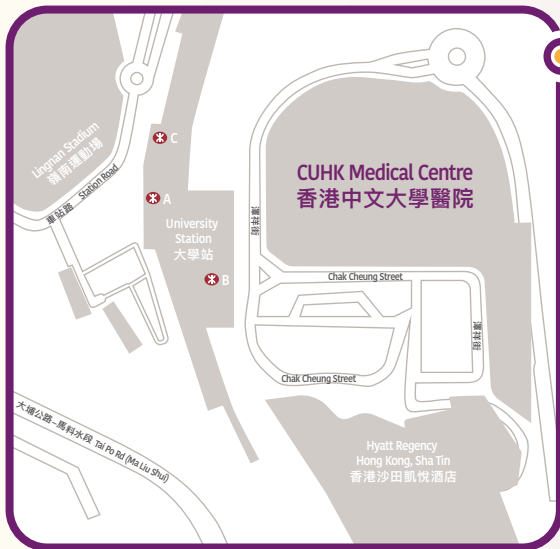 Lingnan Stadium
嶺南運動場
車站路 Station Road
C
A
University
Station
大學站
B
澤祥街
CUHK Medical Centre
香港中文大學醫院
Chak Cheung Street
澤祥街
Chak Cheung Street
大埔公路–馬料水段 Tai Po Rd (Ma Liu Shui)
Hyatt Regency
Hong Kong, Sha Tin
香港沙田凱悅酒店